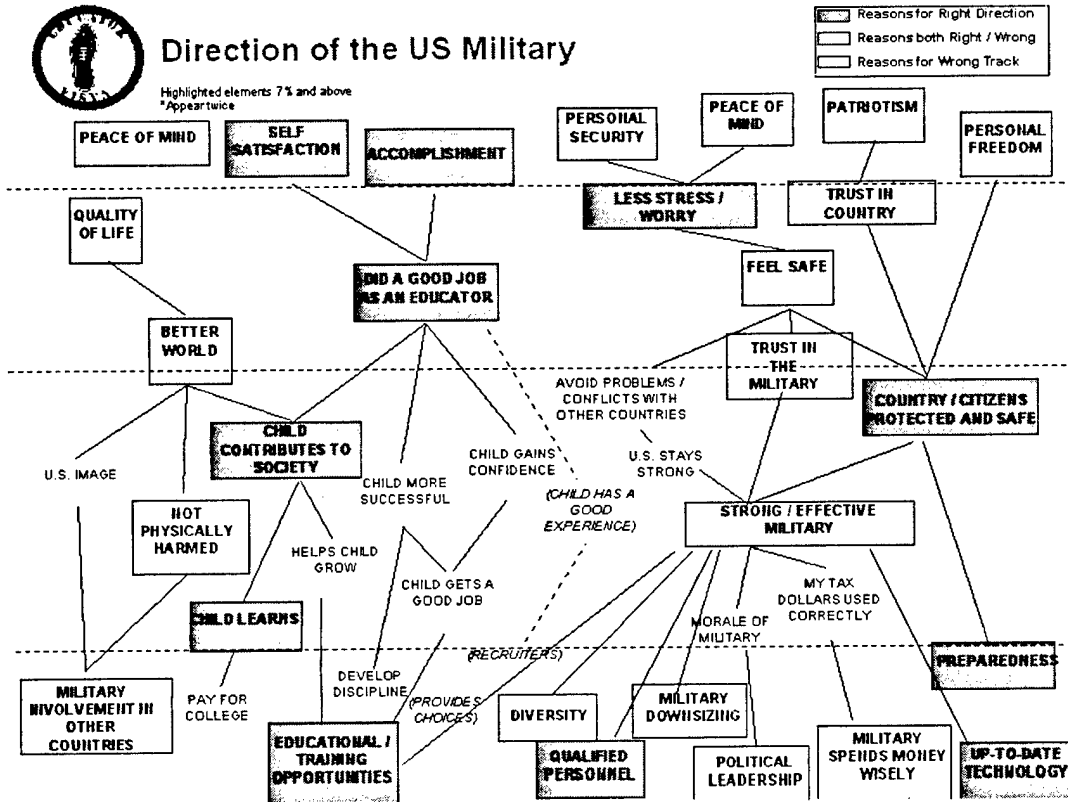 EDUCATOR
VISTA
Direction of the US Military
Highlighted elements 7% and above
*Appear twice
Reasons for Right Direction
Reasons both Right / Wrong
Reasons for Wrong Track
PEACE OF MIND
SELF
SATISFACTION
ACCOMPLISHMENT
PERSONAL
SECURITY
PEACE OF
MIND
PATRIOTISM
PERSONAL
FREEDOM
QUALITY
OF LIFE
LESS STRESS /
WORRY
TRUST IN
COUNTRY
DID A GOOD JOB
AS AN EDUCATOR
FEEL SAFE
BETTER
WORLD
TRUST IN
THE
MILITARY
AVOID PROBLEMS /
CONFLICTS WITH
OTHER COUNTRIES
COUNTRY / CITIZENS
PROTECTED AND SAFE
CHILD
CONTRIBUTES TO
SOCIETY
U.S. IMAGE
CHILD MORE
SUCCESSFUL
CHILD GAINS
CONFIDENCE
U.S. STAYS
STRONG
(CHILD HAS A
GOOD
EXPERIENCE)
NOT
PHYSICALLY
HARMED
STRONG / EFFECTIVE
MILITARY
HELPS CHILD
GROW
CHILD GETS A
GOOD JOB
MY TAX
DOLLARS USED
CORRECTLY
CHILD LEARNS
MORALE OF
MILITARY
(RECRUITERS)
PREPAREDNESS
MILITARY
INVOLVEMENT IN
OTHER
COUNTRIES
PAY FOR
COLLEGE
DEVELOP
DISCIPLINE
(PROVIDES
CHOICES)
DIVERSITY
MILITARY
DOWNSIZING
EDUCATIONAL /
TRAINING
OPPORTUNITIES
QUALIFIED
PERSONNEL
POLITICAL
LEADERSHIP
MILITARY
SPENDS MONEY
WISELY
UP-TO-DATE
TECHNOLOGY